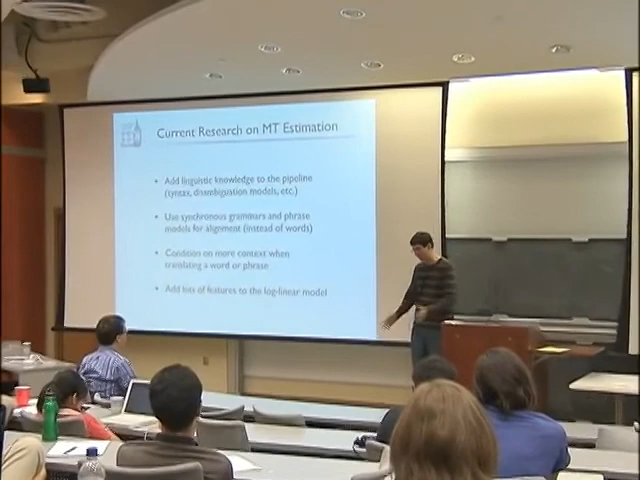 Current Research on MT Estimation
• Add linguistic knowledge to the pipeline
(syntax, disambiguation models, etc.)
• Use synchronous grammars and phrase
models for alignment (instead of words)
• Condition on more context when
translating a word or phrase
• Add lots of features to the log-linear model